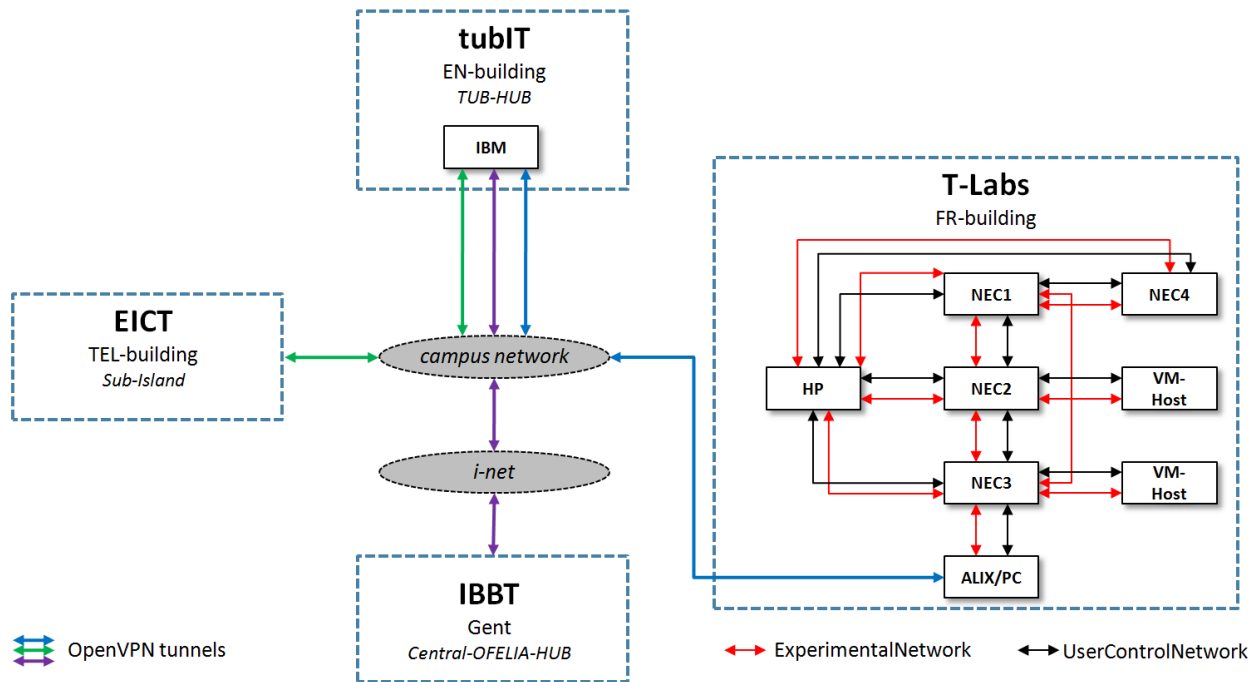 tubIT
EN-building
TUB-HUB
IBM
T-Labs
FR-building
NEC1
NEC4
EICT
TEL-building
Sub-Island
campus network
HP
NEC2
VM-
Host
i-net
NEC3
VM-
Host
ALIX/PC
IBBT
Gent
Central-OFELIA-HUB
OpenVPN tunnels
ExperimentalNetwork
UserControlNetwork